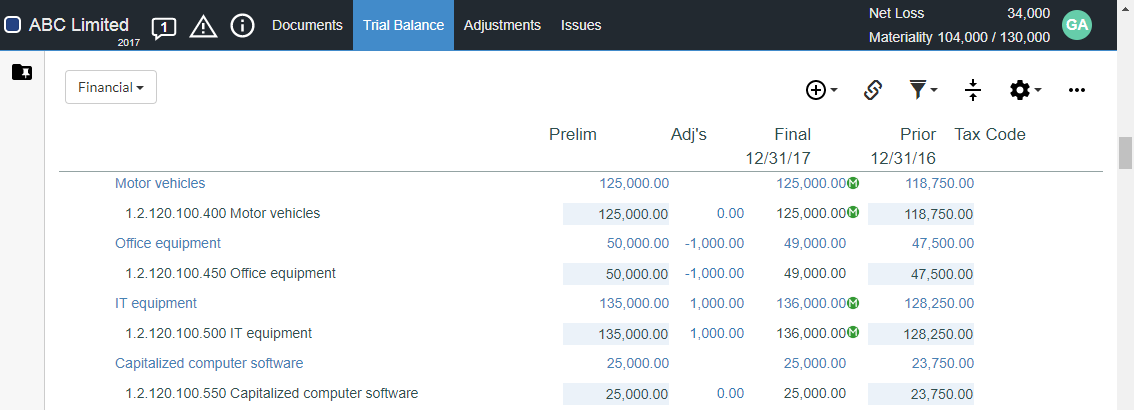 ABC Limited 1 Documents Trial Balance Adjustments Issues Net Loss 34,000 GA
2017 Materiality 104,000 / 130,000
Financial
Prelim Adj's Final Prior Tax Code
12/31/17 12/31/16
Motor vehicles 125,000.00 125,000.00 M 118,750.00
1.2.120.100.400 Motor vehicles 125,000.00 0.00 125,000.00 M 118,750.00
Office equipment 50,000.00 -1,000.00 49,000.00 47,500.00
1.2.120.100.450 Office equipment 50,000.00 -1,000.00 49,000.00 47,500.00
IT equipment 135,000.00 1,000.00 136,000.00 M 128,250.00
1.2.120.100.500 IT equipment 135,000.00 1,000.00 136,000.00 M 128,250.00
Capitalized computer software 25,000.00 25,000.00 23,750.00
1.2.120.100.550 Capitalized computer software 25,000.00 0.00 25,000.00 23,750.00